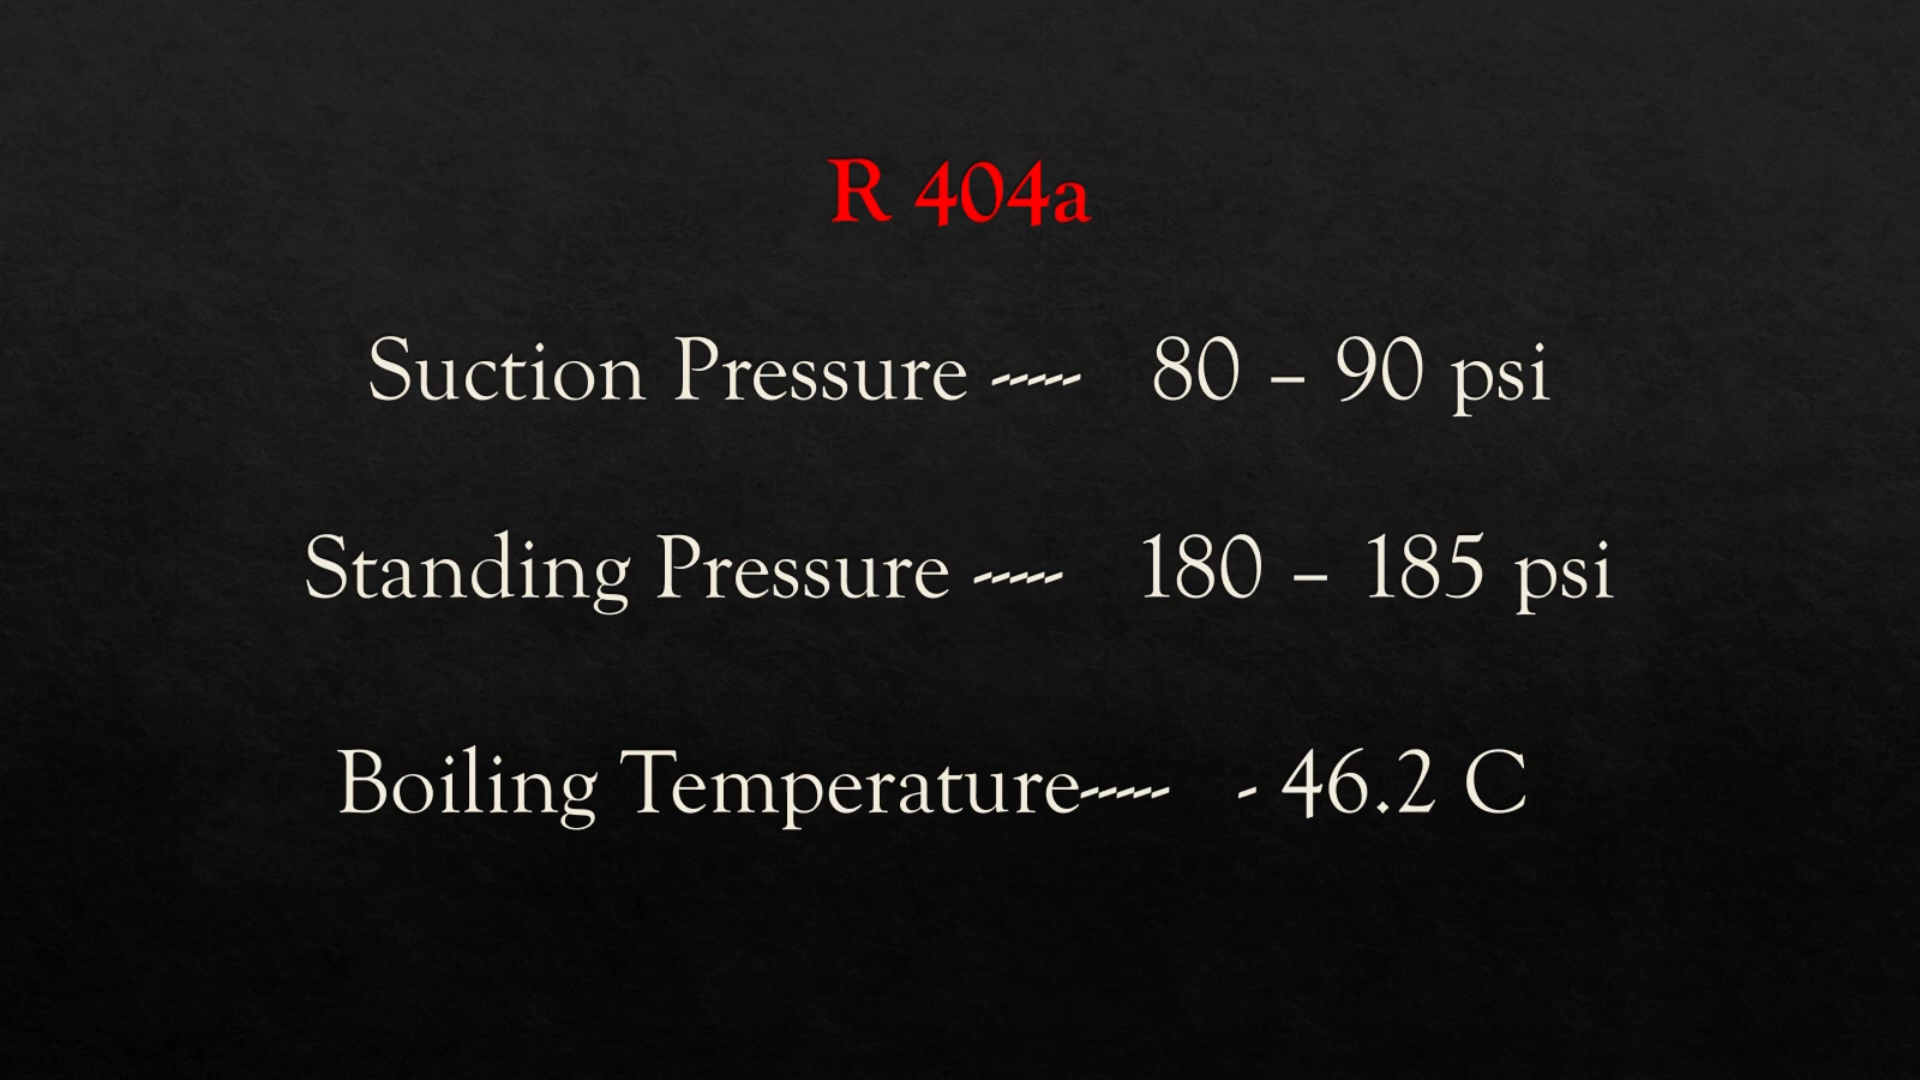 R 404a
Suction Pressure ----- 80 – 90 psi
Standing Pressure ----- 180 – 185 psi
Boiling Temperature----- - 46.2 C